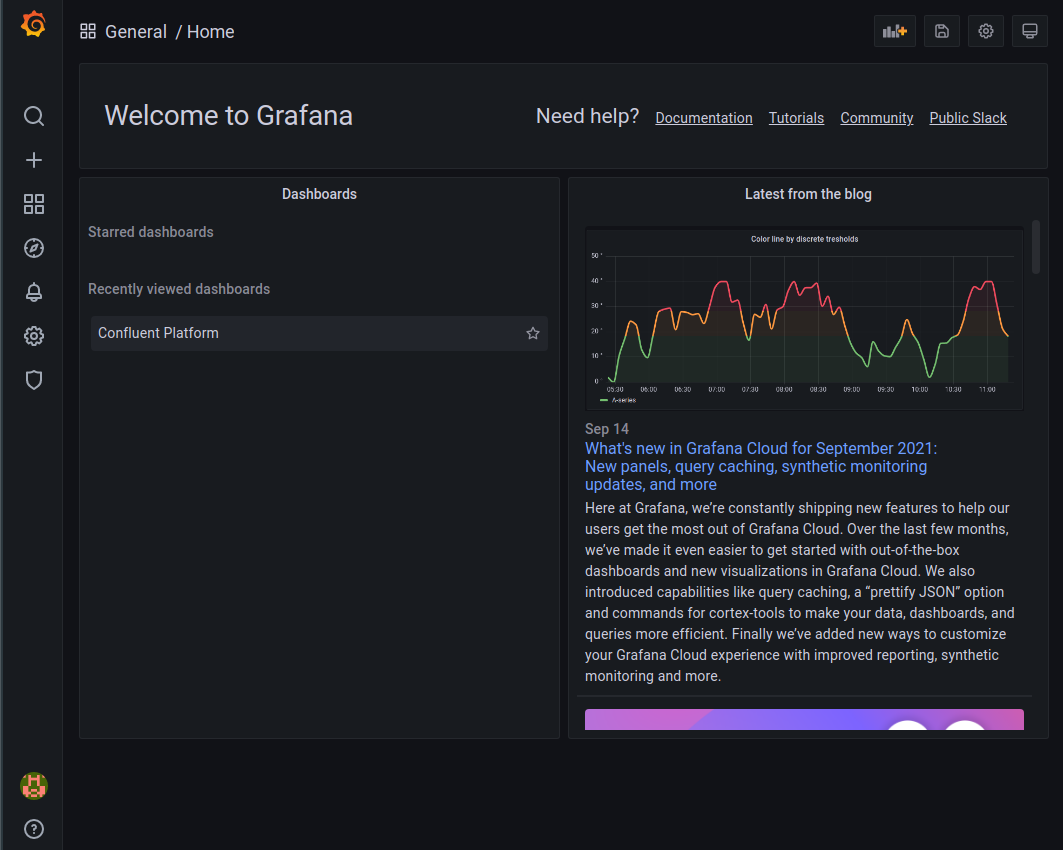 General / Home
Welcome to Grafana
Need help? Documentation Tutorials Community Public Slack
Dashboards
Starred dashboards
Recently viewed dashboards
Confluent Platform
Latest from the blog
Color line by discrete tresholds
50 °
40 °
30 °
20 °
10 °
0
05:30 06:00 06:30 07:00 07:30 08:00 08:30 09:00 09:30 10:00 10:30 11:00
A-series
Sep 14
What's new in Grafana Cloud for September 2021:
New panels, query caching, synthetic monitoring
updates, and more
Here at Grafana, we’re constantly shipping new features to help our
users get the most out of Grafana Cloud. Over the last few months,
we’ve made it even easier to get started with out-of-the-box
dashboards and new visualizations in Grafana Cloud. We also
introduced capabilities like query caching, a “prettify JSON” option
and commands for cortex-tools to make your data, dashboards, and
queries more efficient. Finally we’ve added new ways to customize
your Grafana Cloud experience with improved reporting, synthetic
monitoring and more.